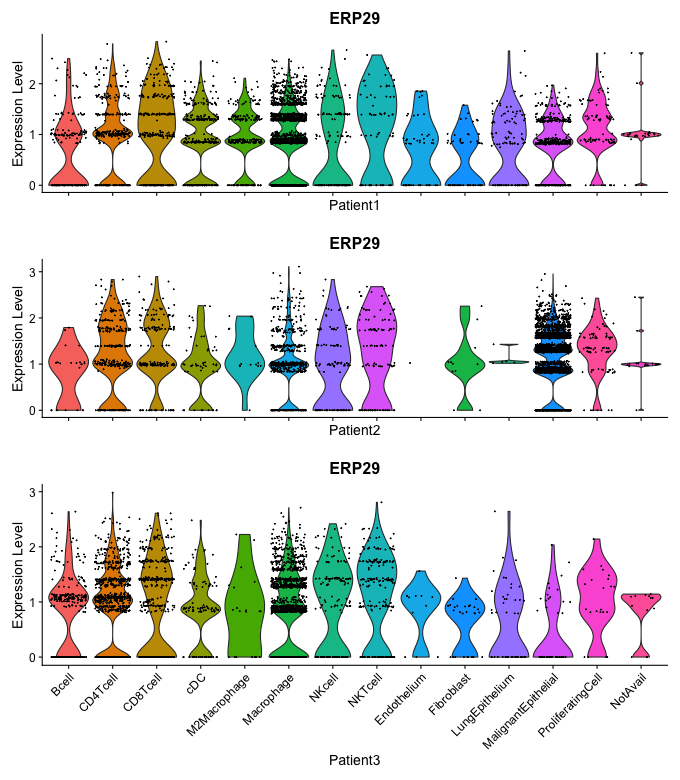 ERP29
Expression Level
2
1
0
Patient1
ERP29
Expression Level
3
2
1
0
Patient2
ERP29
Expression Level
3
2
1
0
Bcell
CD4Tcell
CD8Tcell
cDC
M2Macrophage
Macrophage
NKcell
NKTcell
Endothelium
Fibroblast
LungEpithelium
MalignantEpithelial
ProliferatingCell
NotAvail
Patient3